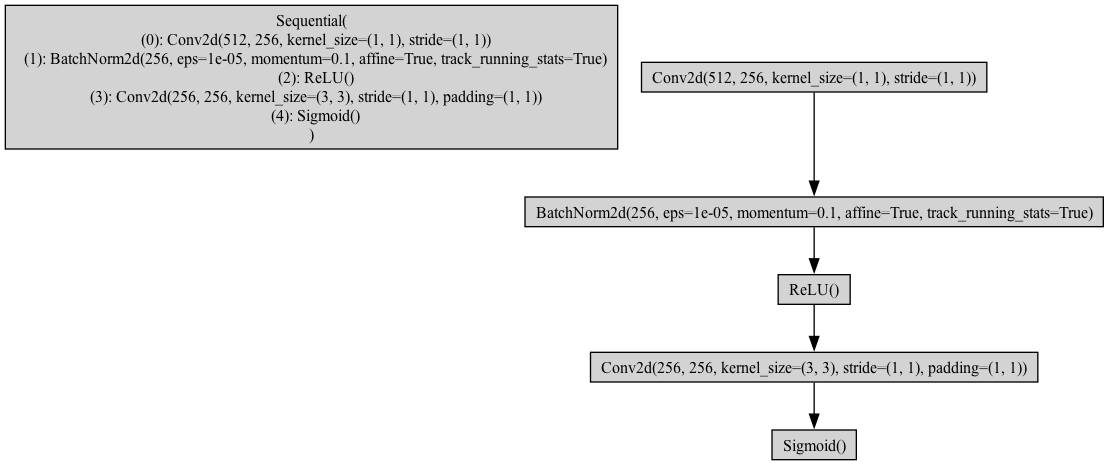 Sequential(
(0): Conv2d(512, 256, kernel_size=(1, 1), stride=(1, 1))
(1): BatchNorm2d(256, eps=1e-05, momentum=0.1, affine=True, track_running_stats=True)
(2): ReLU()
(3): Conv2d(256, 256, kernel_size=(3, 3), stride=(1, 1), padding=(1, 1))
(4): Sigmoid()
)
Conv2d(512, 256, kernel_size=(1, 1), stride=(1, 1))
BatchNorm2d(256, eps=1e-05, momentum=0.1, affine=True, track_running_stats=True)
ReLU()
Conv2d(256, 256, kernel_size=(3, 3), stride=(1, 1), padding=(1, 1))
Sigmoid()